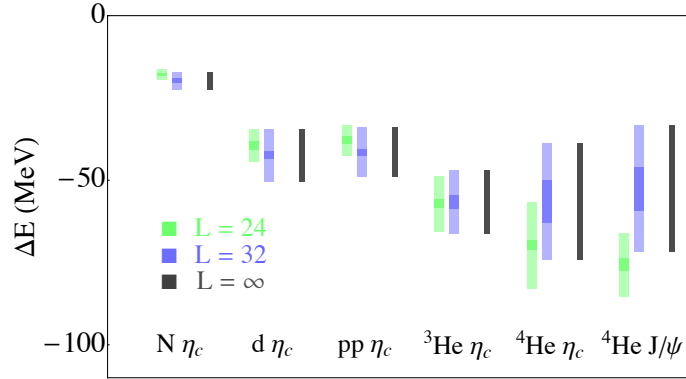 0
−50
−100
ΔE (MeV)
L = 24
L = 32
L = ∞
N η_c d η_c pp η_c ³He η_c ⁴He η_c ⁴He J/ψ